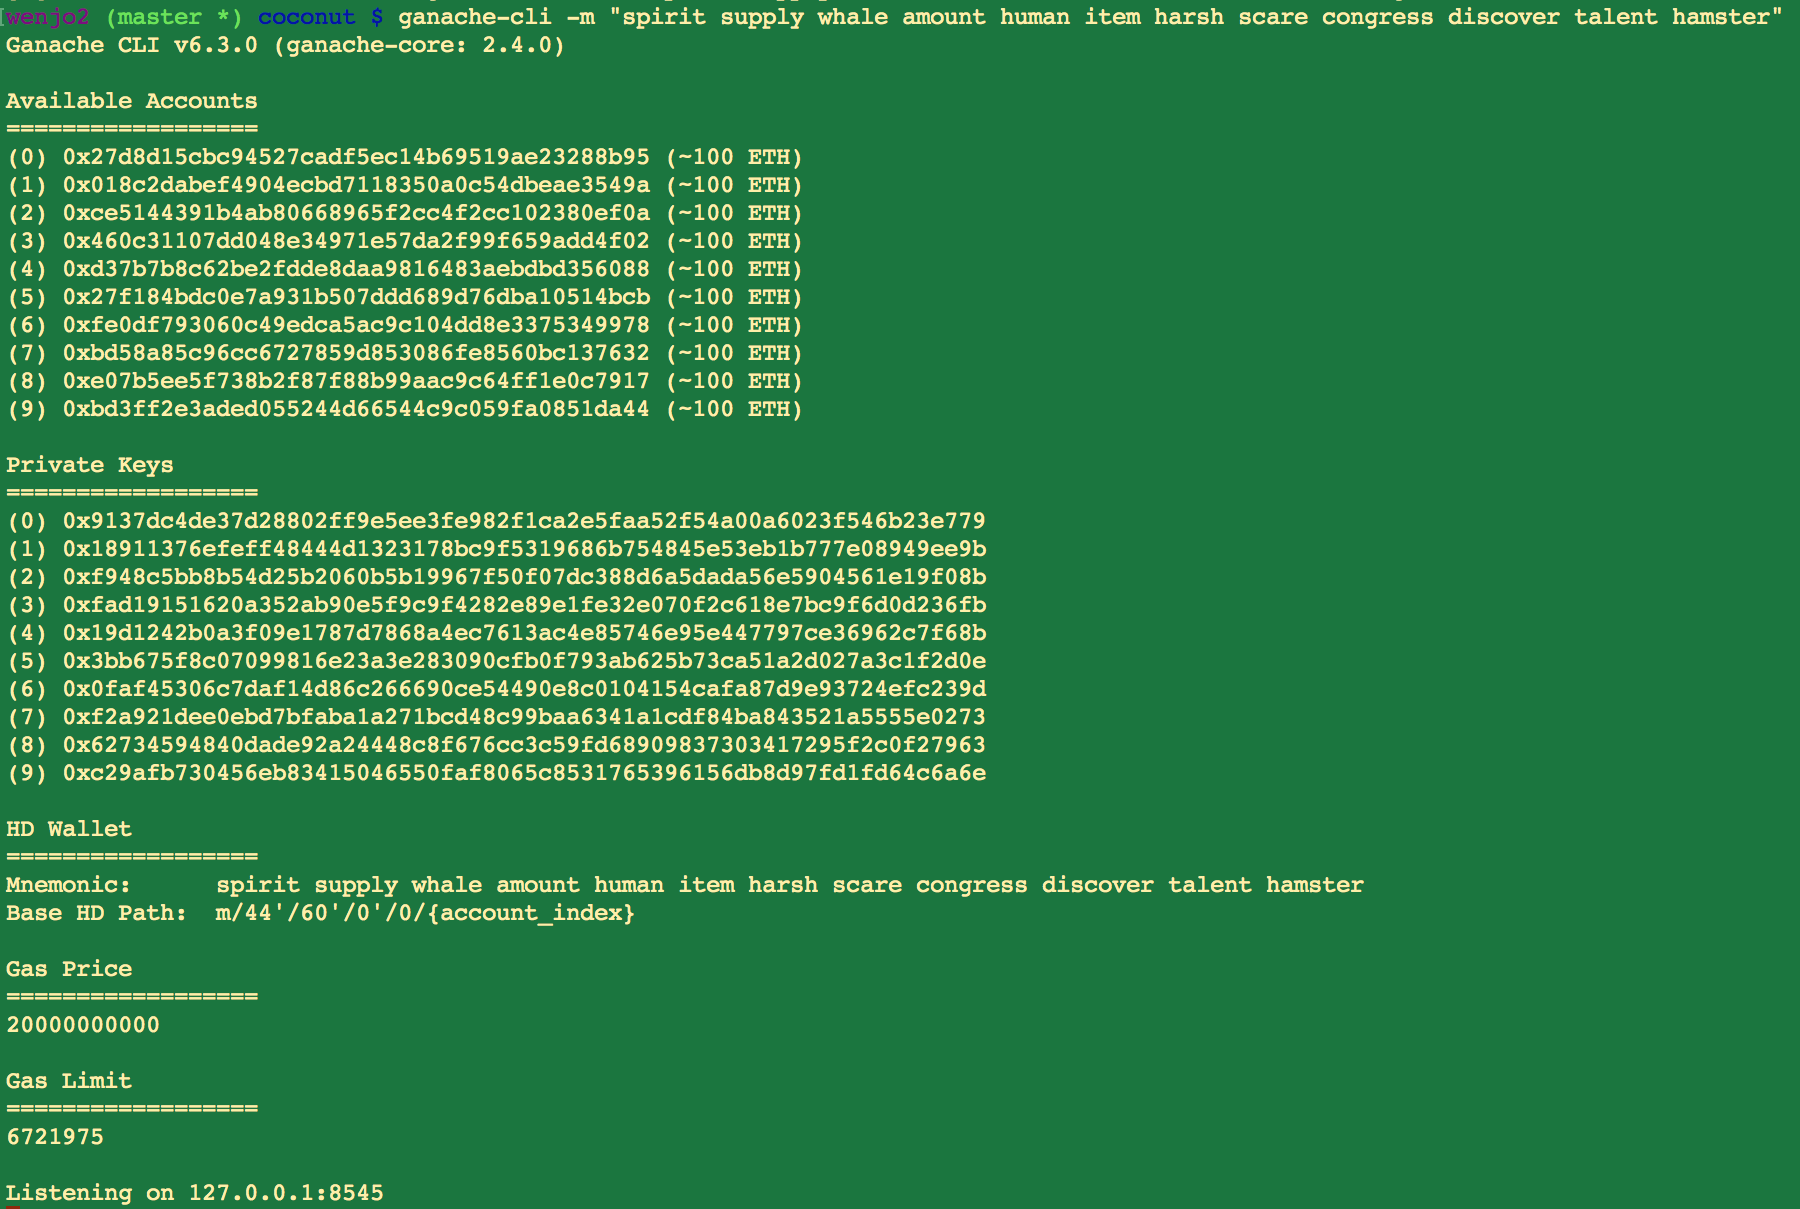 [wenjo2 (master *) coconut $ ganache-cli -m "spirit supply whale amount human item harsh scare congress discover talent hamster"
Ganache CLI v6.3.0 (ganache-core: 2.4.0)
Available Accounts
==================
(0) 0x27d8d15cbc94527cadf5ec14b69519ae23288b95 (~100 ETH)
(1) 0x018c2dabef4904ecbd7118350a0c54dbeae3549a (~100 ETH)
(2) 0xce5144391b4ab80668965f2cc4f2cc102380ef0a (~100 ETH)
(3) 0x460c31107dd048e34971e57da2f99f659add4f02 (~100 ETH)
(4) 0xd37b7b8c62be2fdde8daa9816483aebdbd356088 (~100 ETH)
(5) 0x27f184bdc0e7a931b507ddd689d76dba10514bcb (~100 ETH)
(6) 0xfe0df793060c49edca5ac9c104dd8e3375349978 (~100 ETH)
(7) 0xbd58a85c96cc6727859d853086fe8560bc137632 (~100 ETH)
(8) 0xe07b5ee5f738b2f87f88b99aac9c64ff1e0c7917 (~100 ETH)
(9) 0xbd3ff2e3aded055244d66544c9c059fa0851da44 (~100 ETH)
Private Keys
==================
(0) 0x9137dc4de37d28802ff9e5ee3fe982f1ca2e5faa52f54a00a6023f546b23e779
(1) 0x18911376efeff48444d1323178bc9f5319686b754845e53eb1b777e08949ee9b
(2) 0xf948c5bb8b54d25b2060b5b19967f50f07dc388d6a5dada56e5904561e19f08b
(3) 0xfad19151620a352ab90e5f9c9f4282e89e1fe32e070f2c618e7bc9f6d0d236fb
(4) 0x19d1242b0a3f09e1787d7868a4ec7613ac4e85746e95e447797ce36962c7f68b
(5) 0x3bb675f8c07099816e23a3e283090cfb0f793ab625b73ca51a2d027a3c1f2d0e
(6) 0x0faf45306c7daf14d86c266690ce54490e8c0104154cafa87d9e93724efc239d
(7) 0xf2a921dee0ebd7bfaba1a271bcd48c99baa6341a1cdf84ba843521a5555e0273
(8) 0x62734594840dade92a24448c8f676cc3c59fd68909837303417295f2c0f27963
(9) 0xc29afb730456eb83415046550faf8065c8531765396156db8d97fd1fd64c6a6e
HD Wallet
==================
Mnemonic:      spirit supply whale amount human item harsh scare congress discover talent hamster
Base HD Path:  m/44'/60'/0'/0/{account_index}
Gas Price
==================
20000000000
Gas Limit
==================
6721975
Listening on 127.0.0.1:8545